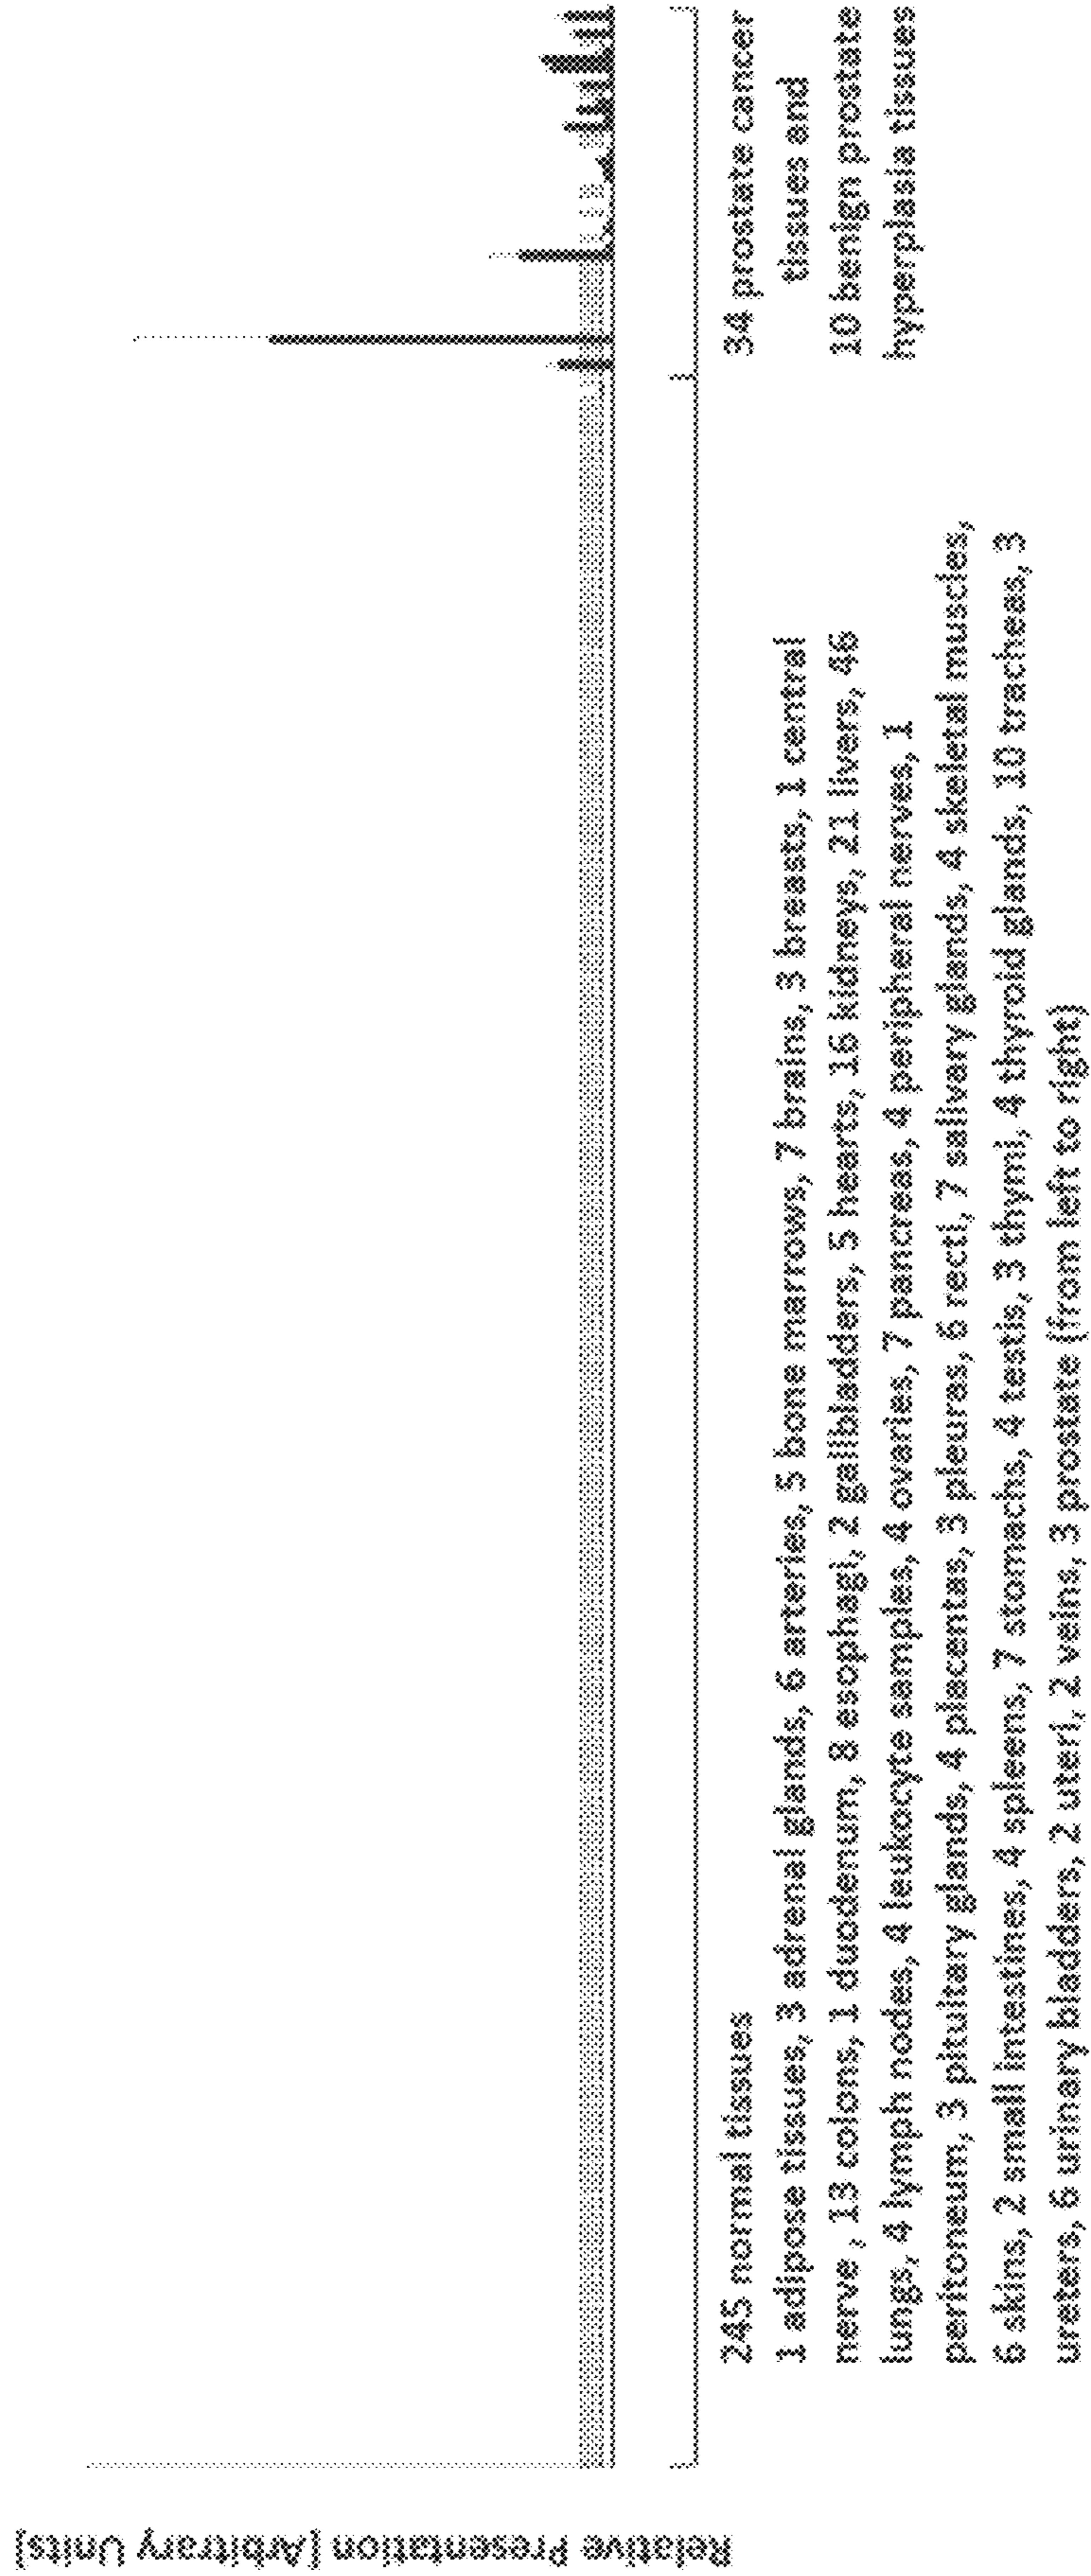 Relative Presentation [Arbitrary Units]
245 normal tissues
1 adipose tissues, 3 adrenal glands, 6 arteries, 5 bone marrows, 7 brains, 3 breasts, 1 central
nerve , 13 colons, 1 duodenum, 8 esophagi, 2 gallbladders, 5 hearts, 16 kidneys, 21 livers, 46
lungs, 4 lymph nodes, 4 leukocyte samples, 4 ovaries, 7 pancreas, 4 peripheral nerves, 1
peritoneum, 3 pituitary glands, 4 placentas, 3 pleuras, 6 recti, 7 salivary glands, 4 skeletal muscles,
6 skins, 2 small intestines, 4 spleens, 7 stomachs, 4 testis, 3 thymi, 4 thyroid glands, 10 tracheas, 3
ureters, 6 urinary bladders, 2 uteri, 2 veins, 3 prostate (from left to right)
34 prostate cancer
tissues and
10 benign prostate
hyperplasia tissues